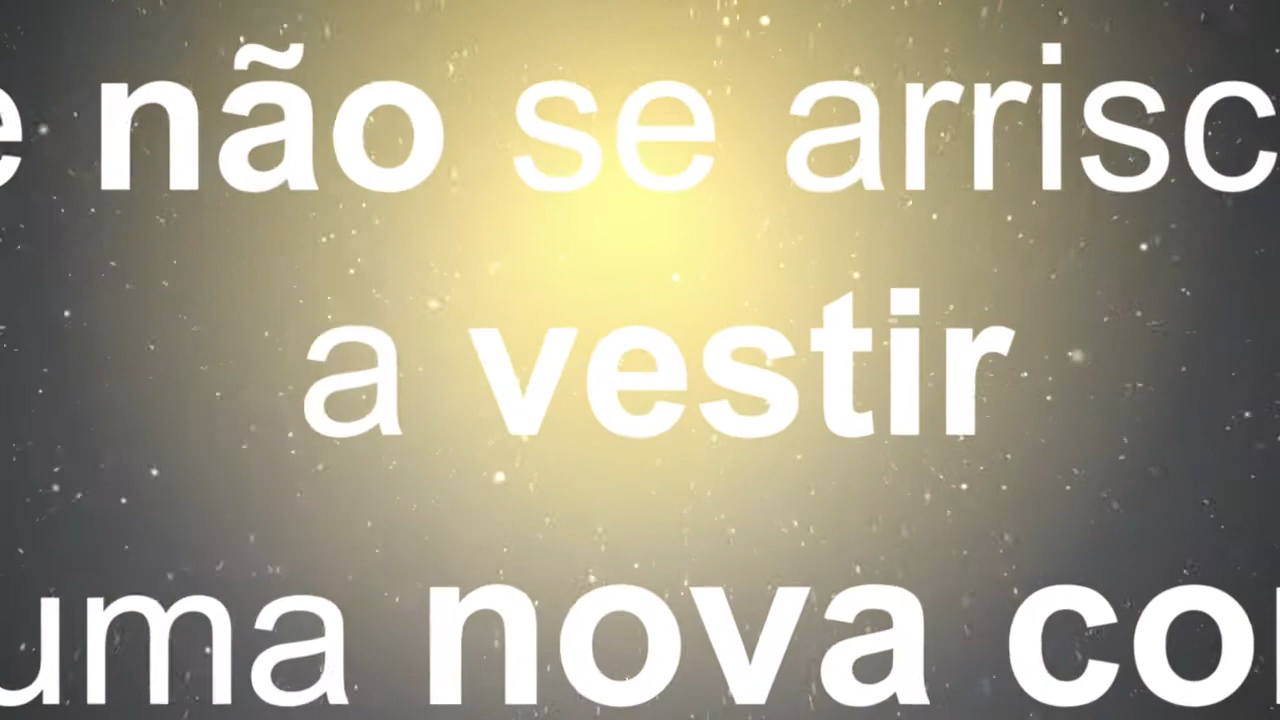 e não se arrisc
a vestir
uma nova co